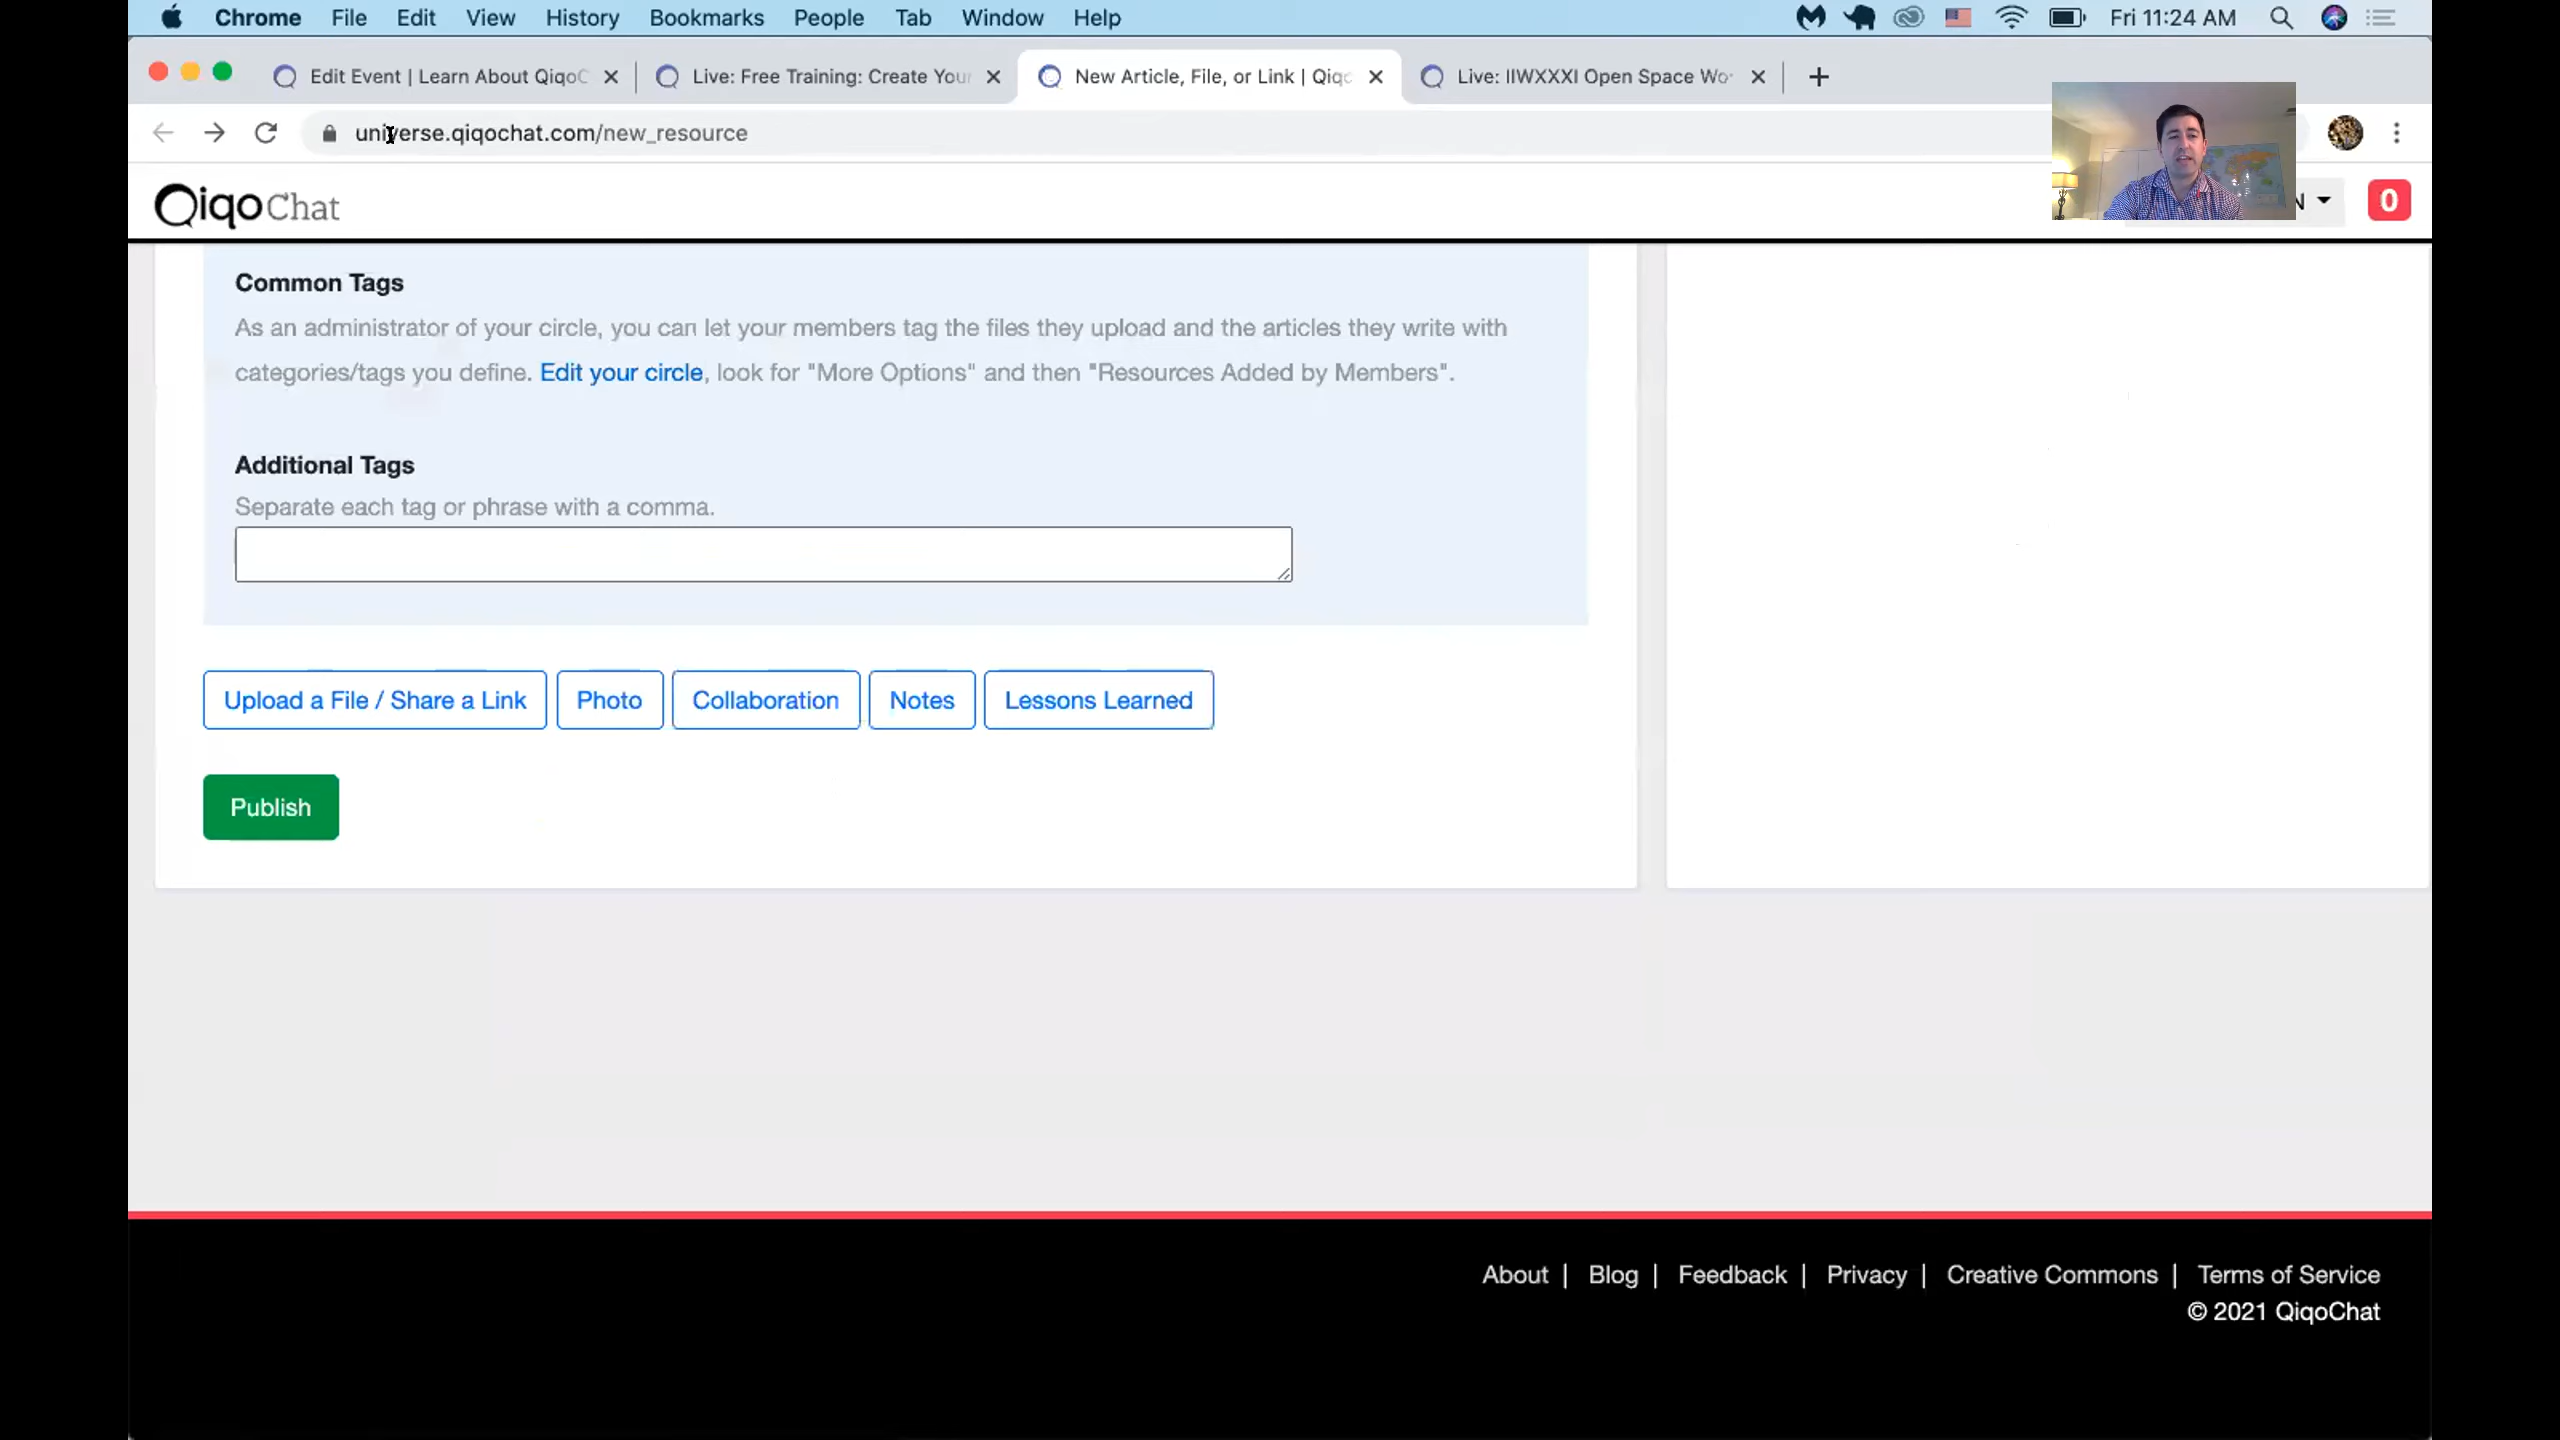 Chrome File Edit View History Bookmarks People Tab Window Help Fri 11:24 AM
Edit Event | Learn About QiqoC
Live: Free Training: Create Your
New Article, File, or Link | Qiqo
Live: IIWXXXI Open Space Wo
universe.qiqochat.com/new_resource
QiqoChat
N
0
Common Tags
As an administrator of your circle, you can let your members tag the files they upload and the articles they write with
categories/tags you define. Edit your circle, look for "More Options" and then "Resources Added by Members".
Additional Tags
Separate each tag or phrase with a comma.
Upload a File / Share a Link Photo Collaboration Notes Lessons Learned
Publish
About | Blog | Feedback | Privacy | Creative Commons | Terms of Service
© 2021 QiqoChat